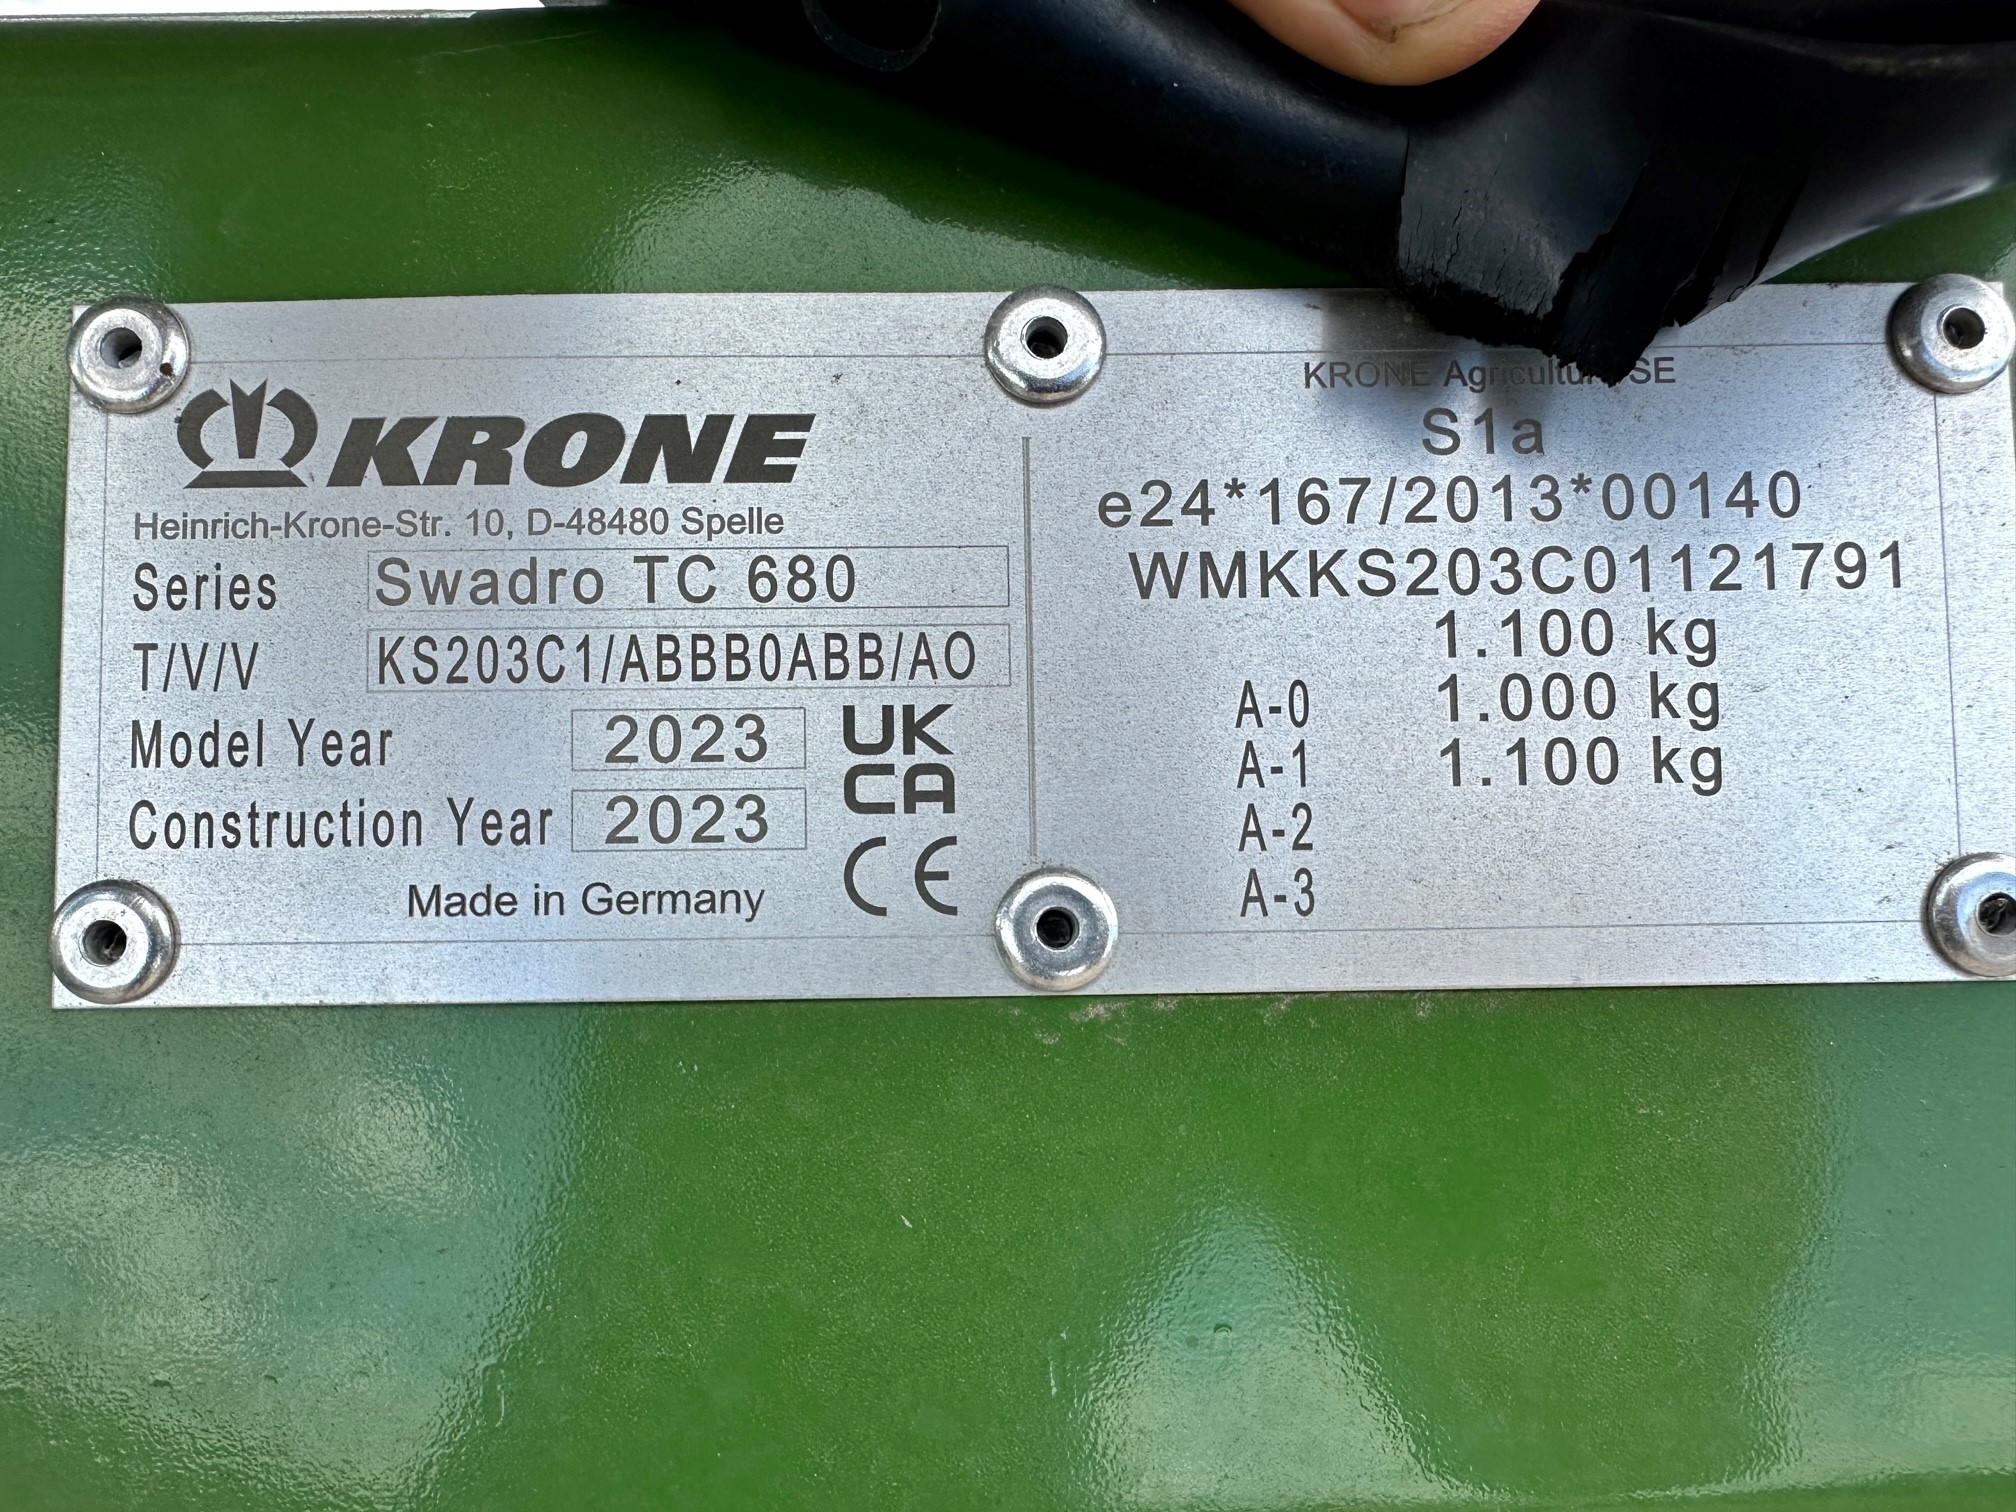 KRONE
Heinrich-Krone-Str. 10, D-48480 Spelle
Series Swadro TC 680
T/V/V KS203C1/ABBB0ABB/AO
Model Year 2023
Construction Year 2023
UK
CA
CE
Made in Germany
KRONE Agriculture SE
S1a
e24*167/2013*00140
WMKKS203C01121791
1.100 kg
A-0 1.000 kg
A-1 1.100 kg
A-2
A-3